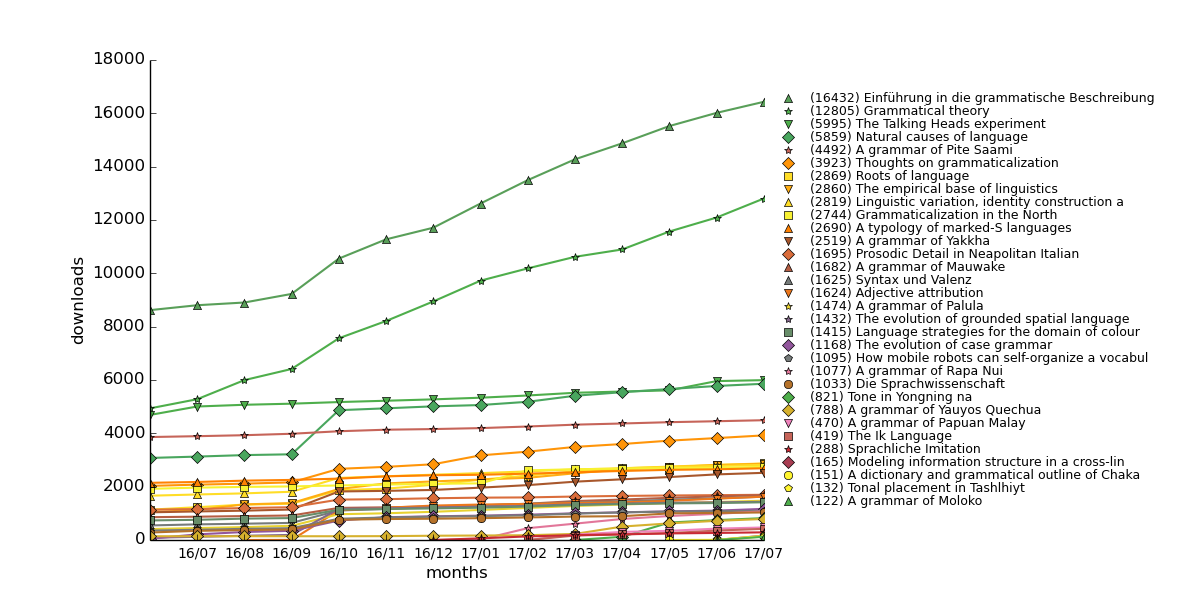 18000
16000
14000
12000
10000
8000
6000
4000
2000
0
downloads
16/07 16/08 16/09 16/10 16/11 16/12 17/01 17/02 17/03 17/04 17/05 17/06 17/07
months
(16432) Einführung in die grammatische Beschreibung
(12805) Grammatical theory
(5995) The Talking Heads experiment
(5859) Natural causes of language
(4492) A grammar of Pite Saami
(3923) Thoughts on grammaticalization
(2869) Roots of language
(2860) The empirical base of linguistics
(2819) Linguistic variation, identity construction a
(2744) Grammaticalization in the North
(2690) A typology of marked-S languages
(2519) A grammar of Yakkha
(1695) Prosodic Detail in Neapolitan Italian
(1682) A grammar of Mauwake
(1625) Syntax und Valenz
(1624) Adjective attribution
(1474) A grammar of Palula
(1432) The evolution of grounded spatial language
(1415) Language strategies for the domain of colour
(1168) The evolution of case grammar
(1095) How mobile robots can self-organize a vocabul
(1077) A grammar of Rapa Nui
(1033) Die Sprachwissenschaft
(821) Tone in Yongning na
(788) A grammar of Yauyos Quechua
(470) A grammar of Papuan Malay
(419) The Ik Language
(288) Sprachliche Imitation
(165) Modeling information structure in a cross-lin
(151) A dictionary and grammatical outline of Chaka
(132) Tonal placement in Tashlhiyt
(122) A grammar of Moloko